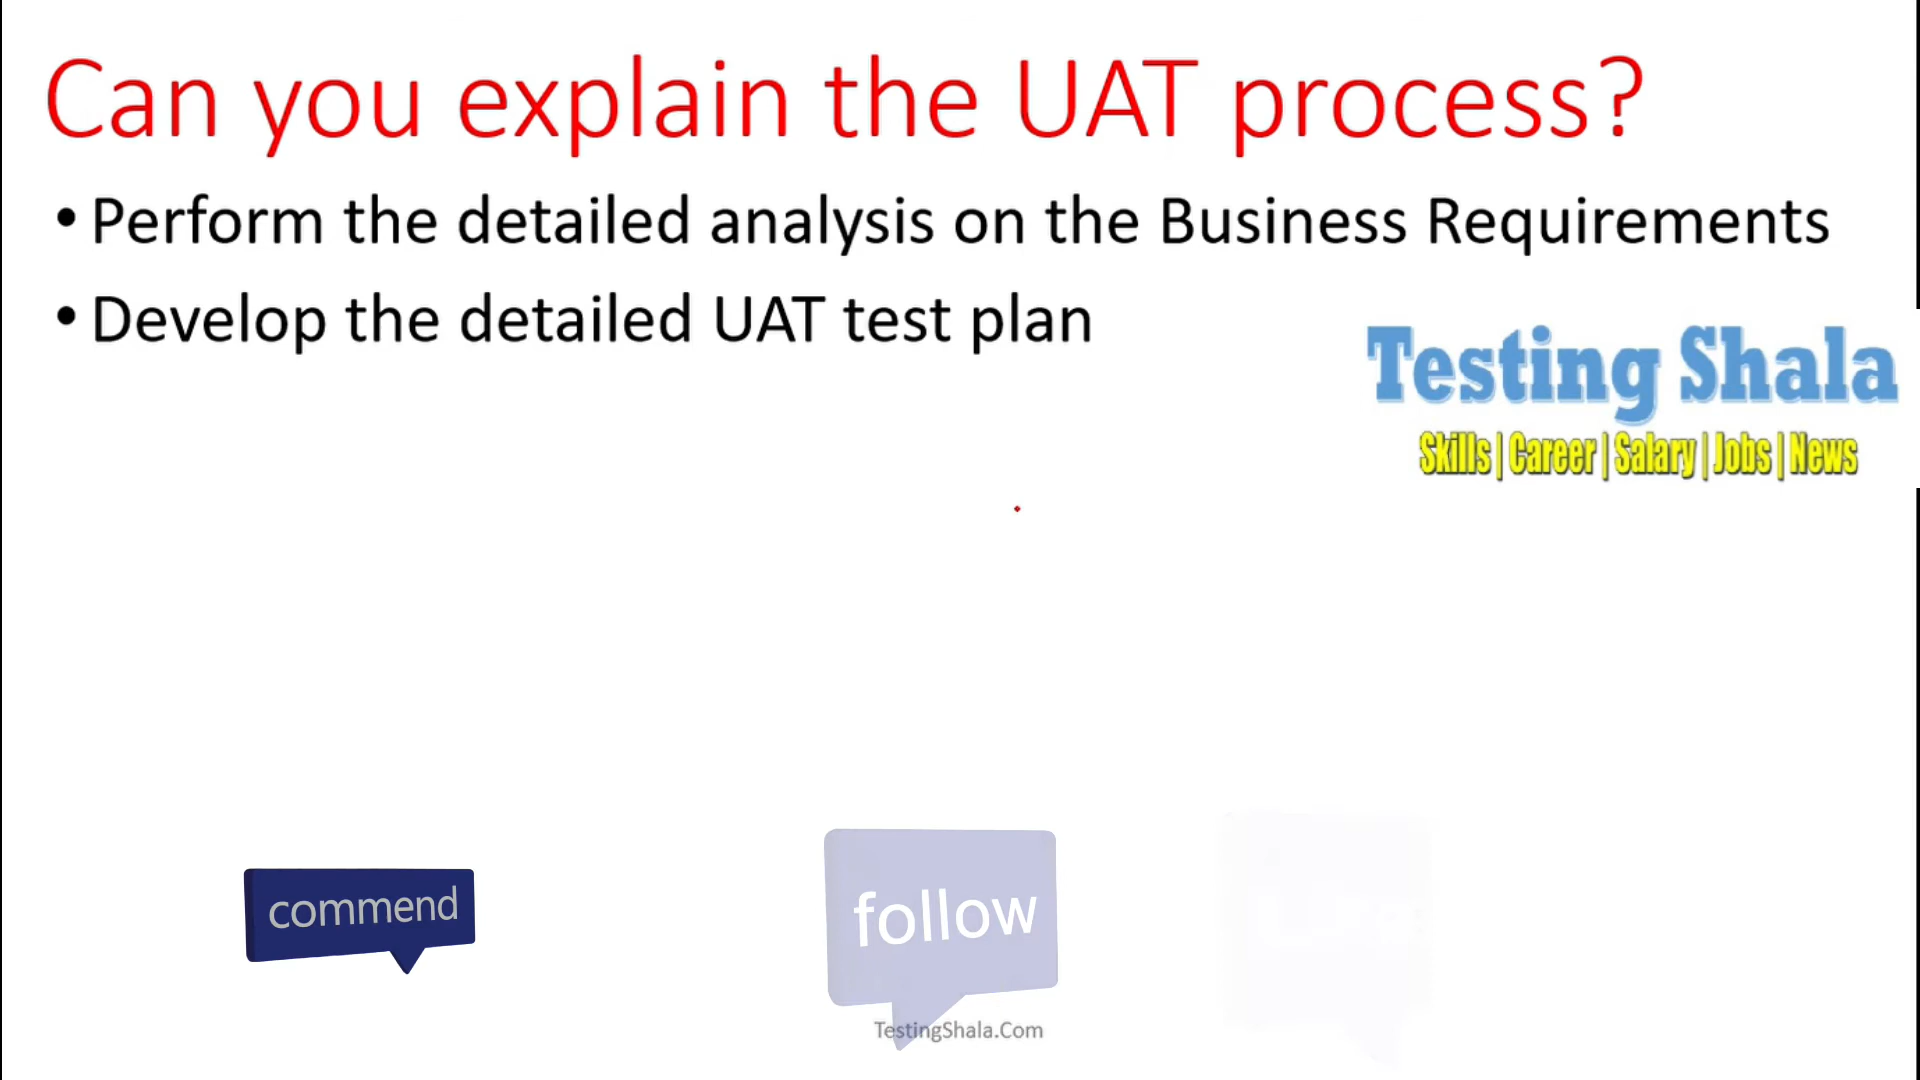 Can you explain the UAT process?
• Perform the detailed analysis on the Business Requirements
• Develop the detailed UAT test plan
Testing Shala
Skills | Career | Salary | Jobs | News
commend
follow
TestingShala.Com